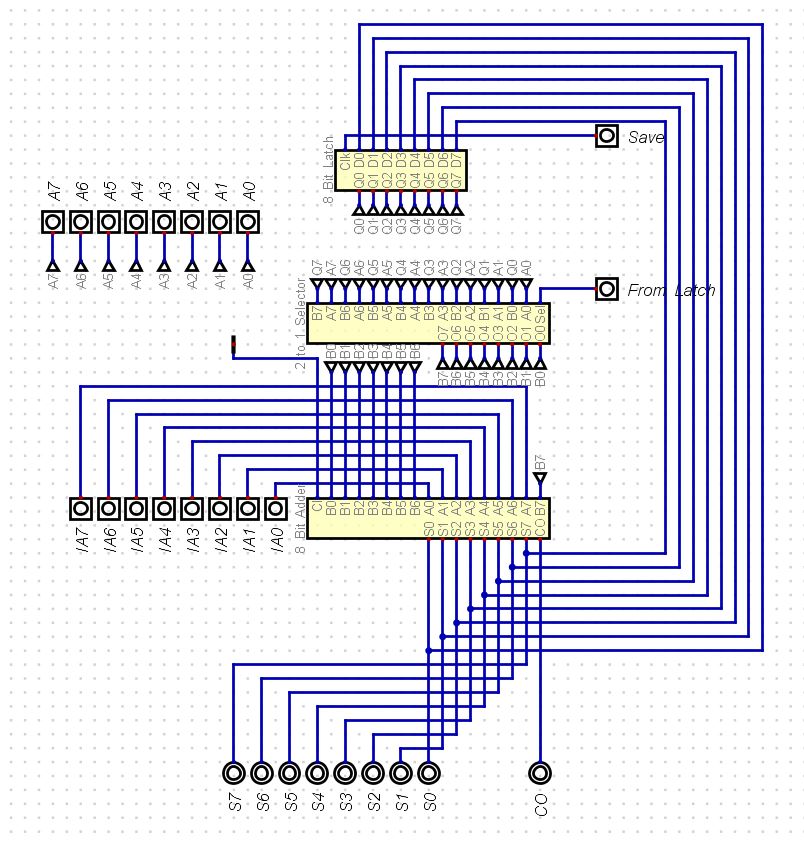 Save
8 Bit Latch
Clk D0 D1 D2 D3 D4 D5 D6 D7
Q0 Q1 Q2 Q3 Q4 Q5 Q6 Q7
Q0 Q1 Q2 Q3 Q4 Q5 Q6 Q7
A7 A6 A5 A4 A3 A2 A1 A0
A7 A6 A5 A4 A3 A2 A1 A0
Q7 A7 Q6 A6 Q5 A5 Q4 A4 Q3 A3 Q2 A2 Q1 A1 Q0 A0
From Latch
2 to 1 Selector
B7 A7 B6 A6 B5 A5 B4 A4 B3 A3 B2 A2 B1 A1 B0 A0 Sel
O7 O6 O5 O4 O3 O2 O1 O0
B0 B1 B2 B3 B4 B5 B6
B7 B6 B5 B4 B3 B2 B1 B0
B7
8 Bit Adder
CI B0 B1 B2 B3 B4 B5 B6 A0 A1 A2 A3 A4 A5 A6 A7 B7
S0 S1 S2 S3 S4 S5 S6 S7 CO
IA7 IA6 IA5 IA4 IA3 IA2 IA1 IA0
S7 S6 S5 S4 S3 S2 S1 S0 CO